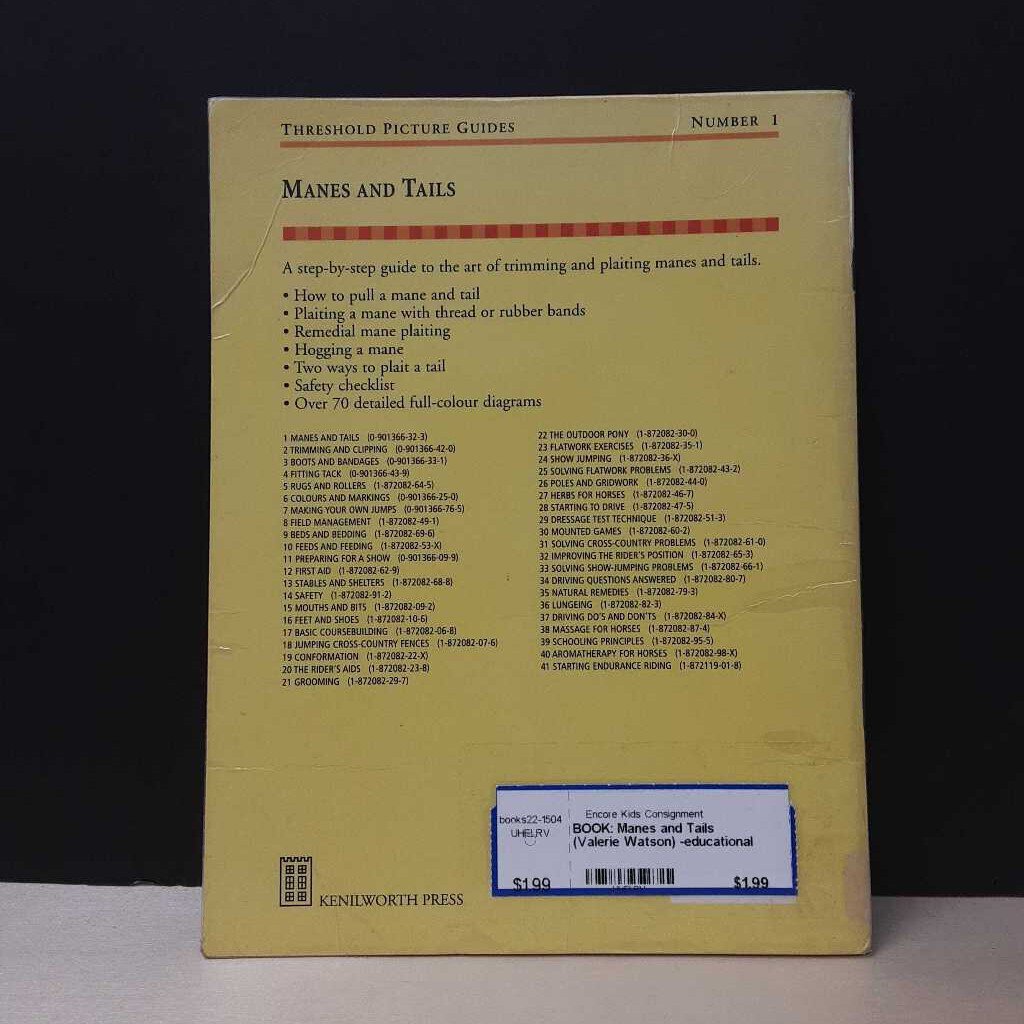 THRESHOLD PICTURE GUIDES NUMBER 1
MANES AND TAILS
A step-by-step guide to the art of trimming and plaiting manes and tails.
• How to pull a mane and tail
• Plaiting a mane with thread or rubber bands
• Remedial mane plaiting
• Hogging a mane
• Two ways to plait a tail
• Safety checklist
• Over 70 detailed full-colour diagrams
1 MANES AND TAILS (0-901366-32-3)
2 TRIMMING AND CLIPPING (0-901366-42-0)
3 BOOTS AND BANDAGES (0-901366-33-1)
4 FITTING TACK (0-901366-43-9)
5 RUGS AND ROLLERS (1-872082-64-5)
6 COLOURS AND MARKINGS (0-901366-25-0)
7 MAKING YOUR OWN JUMPS (0-901366-76-5)
8 FIELD MANAGEMENT (1-872082-49-1)
9 BEDS AND BEDDING (1-872082-69-6)
10 FEEDS AND FEEDING (1-872082-53-X)
11 PREPARING FOR A SHOW (0-901366-09-9)
12 FIRST AID (1-872082-62-9)
13 STABLES AND SHELTERS (1-872082-68-8)
14 SAFETY (1-872082-91-2)
15 MOUTHS AND BITS (1-872082-09-2)
16 FEET AND SHOES (1-872082-10-6)
17 BASIC COURSEBUILDING (1-872082-06-8)
18 JUMPING CROSS-COUNTRY FENCES (1-872082-07-6)
19 CONFORMATION (1-872082-22-X)
20 THE RIDER'S AIDS (1-872082-23-8)
21 GROOMING (1-872082-29-7)
22 THE OUTDOOR PONY (1-872082-30-0)
23 FLATWORK EXERCISES (1-872082-35-1)
24 SHOW JUMPING (1-872082-36-X)
25 SOLVING FLATWORK PROBLEMS (1-872082-43-2)
26 POLES AND GRIDWORK (1-872082-44-0)
27 HERBS FOR HORSES (1-872082-46-7)
28 STARTING TO DRIVE (1-872082-47-5)
29 DRESSAGE TEST TECHNIQUE (1-872082-51-3)
30 MOUNTED GAMES (1-872082-60-2)
31 SOLVING CROSS-COUNTRY PROBLEMS (1-872082-61-0)
32 IMPROVING THE RIDER'S POSITION (1-872082-65-3)
33 SOLVING SHOW-JUMPING PROBLEMS (1-872082-66-1)
34 DRIVING QUESTIONS ANSWERED (1-872082-80-7)
35 NATURAL REMEDIES (1-872082-79-3)
36 LUNGEING (1-872082-82-3)
37 DRIVING DO'S AND DON'TS (1-872082-84-X)
38 MASSAGE FOR HORSES (1-872082-87-4)
39 SCHOOLING PRINCIPLES (1-872082-95-5)
40 AROMATHERAPY FOR HORSES (1-872082-98-X)
41 STARTING ENDURANCE RIDING (1-872119-01-8)
KENILWORTH PRESS
books22-1504
UHELRV
$1.99
Encore Kids Consignment
BOOK: Manes and Tails
(Valerie Watson) -educational
$1.99